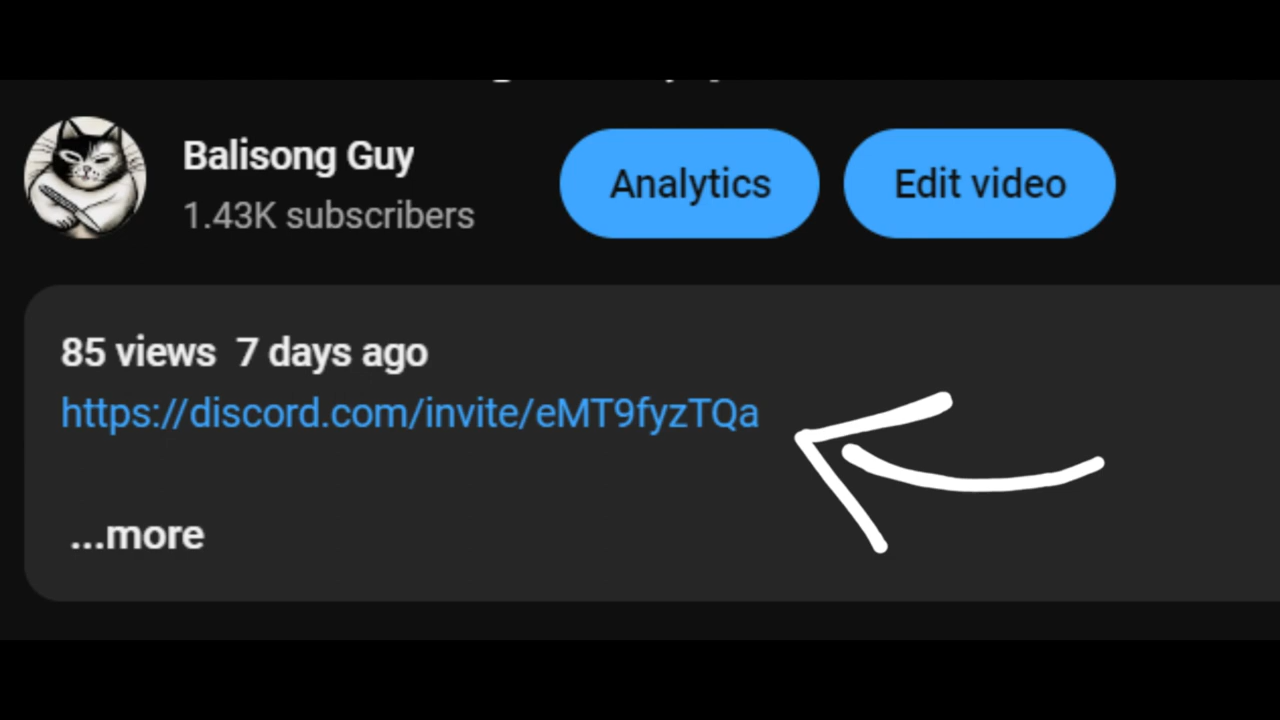 Balisong Guy
1.43K subscribers
Analytics
Edit video
85 views 7 days ago
https://discord.com/invite/eMT9fyzTQa
...more